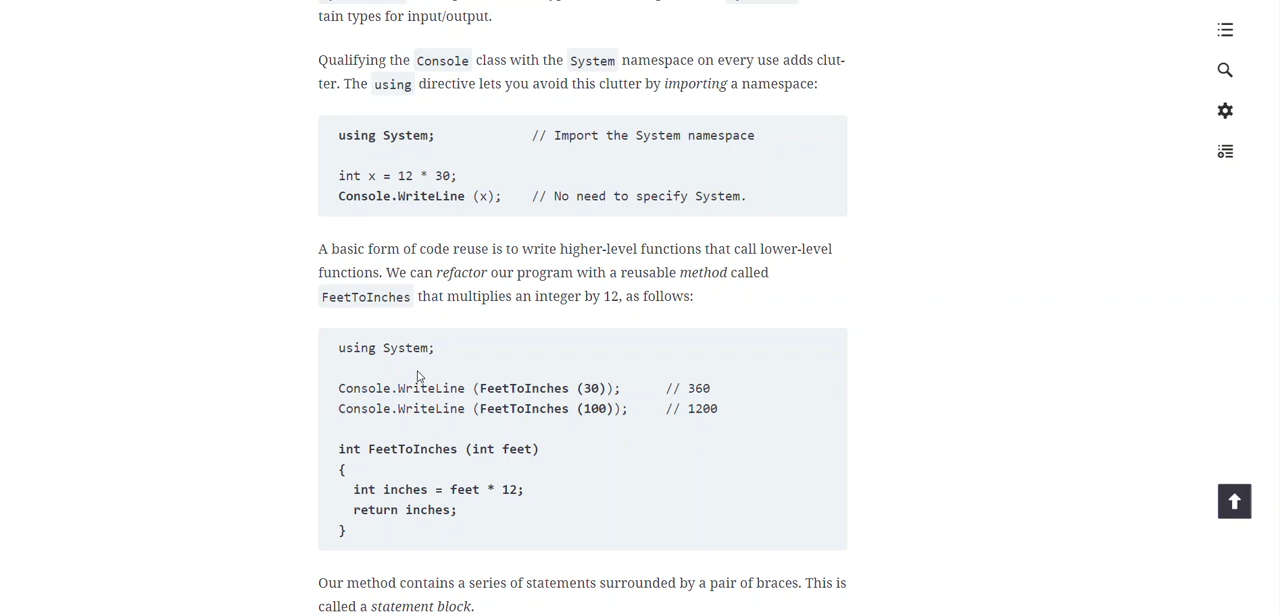 tain types for input/output.
Qualifying the Console class with the System namespace on every use adds clut-
ter. The using directive lets you avoid this clutter by importing a namespace:
using System; // Import the System namespace
int x = 12 * 30;
Console.WriteLine (x); // No need to specify System.
A basic form of code reuse is to write higher-level functions that call lower-level
functions. We can refactor our program with a reusable method called
FeetToInches that multiplies an integer by 12, as follows:
using System;
Console.WriteLine (FeetToInches (30)); // 360
Console.WriteLine (FeetToInches (100)); // 1200
int FeetToInches (int feet)
{
int inches = feet * 12;
return inches;
}
Our method contains a series of statements surrounded by a pair of braces. This is
called a statement block.